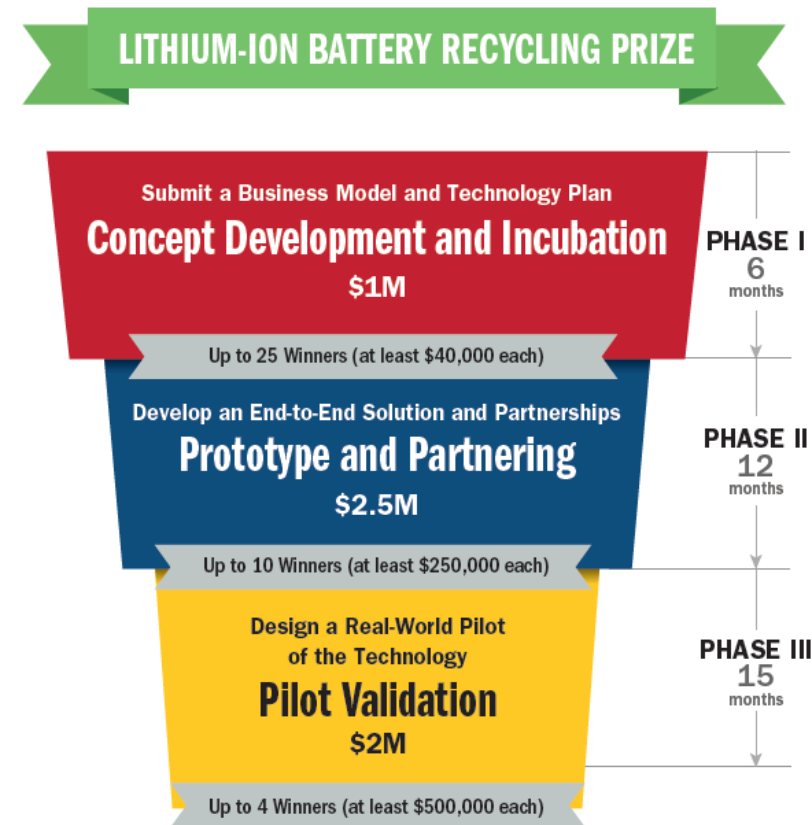 LITHIUM-ION BATTERY RECYCLING PRIZE
Submit a Business Model and Technology Plan
Concept Development and Incubation
$1M
PHASE I
6
months
Up to 25 Winners (at least $40,000 each)
Develop an End-to-End Solution and Partnerships
Prototype and Partnering
$2.5M
PHASE II
12
months
Up to 10 Winners (at least $250,000 each)
Design a Real-World Pilot
of the Technology
Pilot Validation
$2M
PHASE III
15
months
Up to 4 Winners (at least $500,000 each)